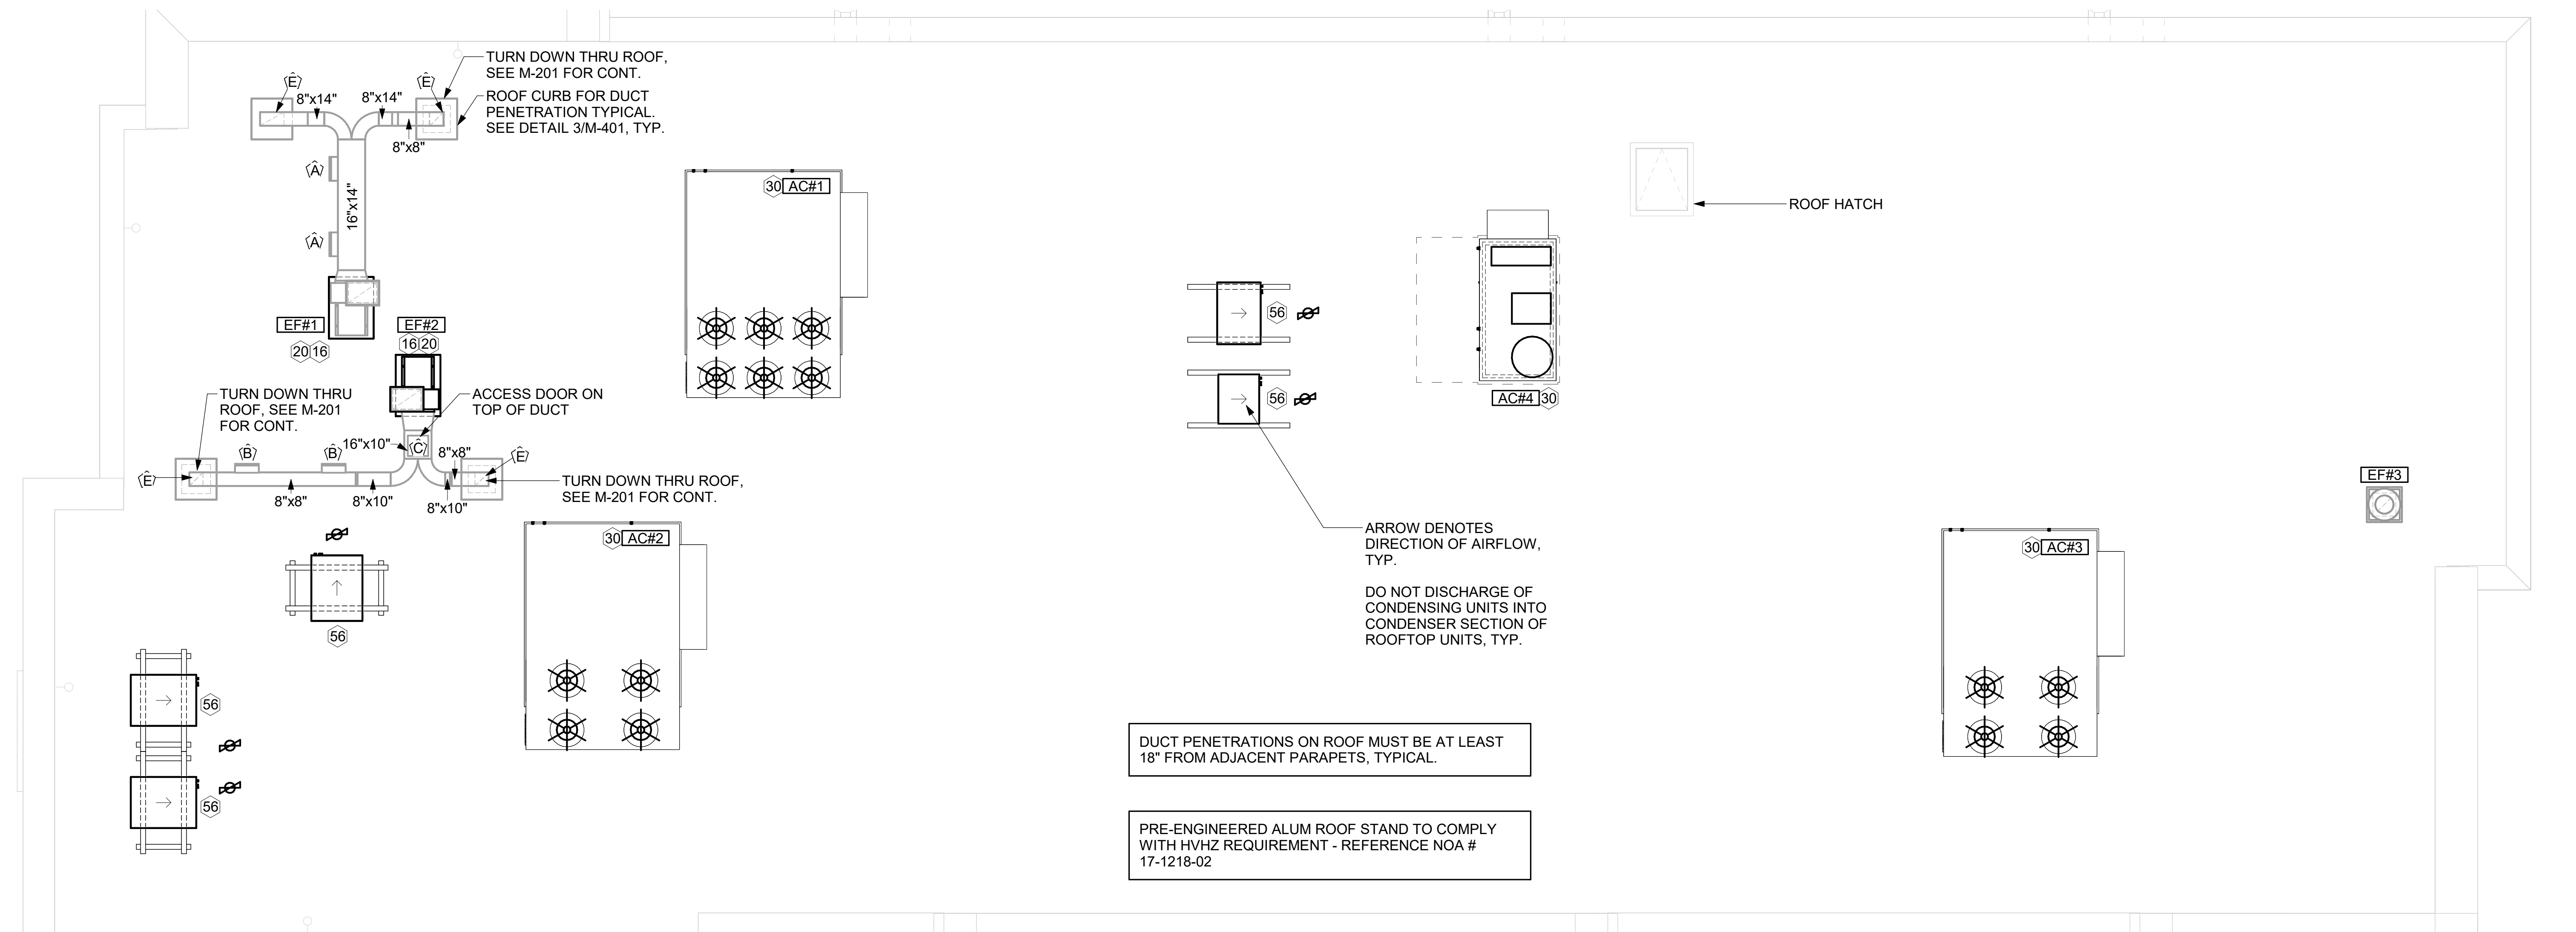 TURN DOWN THRU ROOF,
SEE M-201 FOR CONT.
ROOF CURB FOR DUCT
PENETRATION TYPICAL.
SEE DETAIL 3/M-401, TYP.
Ê
Ê
8"x14"
8"x14"
8"x8"
Â
16"x14"
Â
EF#1
20 16
EF#2
16 20
30 AC#1
TURN DOWN THRU
ROOF, SEE M-201
FOR CONT.
ACCESS DOOR ON
TOP OF DUCT
B̂
B̂
16"x10"
Ĉ
8"x8"
Ê
Ê
8"x8"
8"x10"
8"x10"
TURN DOWN THRU ROOF,
SEE M-201 FOR CONT.
30 AC#2
56
56
56
56
56
ARROW DENOTES
DIRECTION OF AIRFLOW,
TYP.
DO NOT DISCHARGE OF
CONDENSING UNITS INTO
CONDENSER SECTION OF
ROOFTOP UNITS, TYP.
AC#4 30
ROOF HATCH
EF#3
30 AC#3
DUCT PENETRATIONS ON ROOF MUST BE AT LEAST
18" FROM ADJACENT PARAPETS, TYPICAL.
PRE-ENGINEERED ALUM ROOF STAND TO COMPLY
WITH HVHZ REQUIREMENT - REFERENCE NOA #
17-1218-02